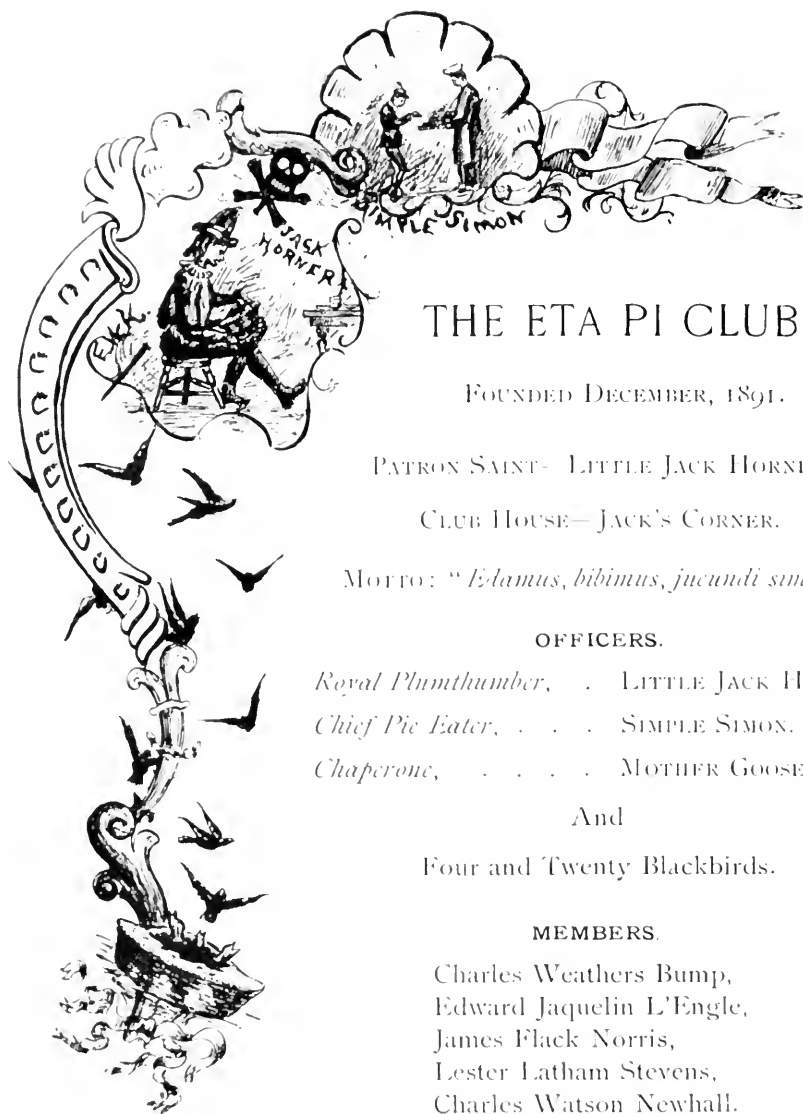 SIMPLE SIMON
JACK
HORNER
THE ETA PI CLUB
FOUNDED DECEMBER, 1891.
PATRON SAINT- LITTLE JACK HORN
CLUB HOUSE—JACK'S CORNER.
MOTTO: "Edamus, bibimus, jucundi sim
OFFICERS.
Royal Plumthumber, . LITTLE JACK H
Chief Pie Eater, . . . SIMPLE SIMON.
Chaperone, . . . . MOTHER GOOSE
And
Four and Twenty Blackbirds.
MEMBERS.
Charles Weathers Bump,
Edward Jaquelin L'Engle,
James Flack Norris,
Lester Latham Stevens,
Charles Watson Newhall.